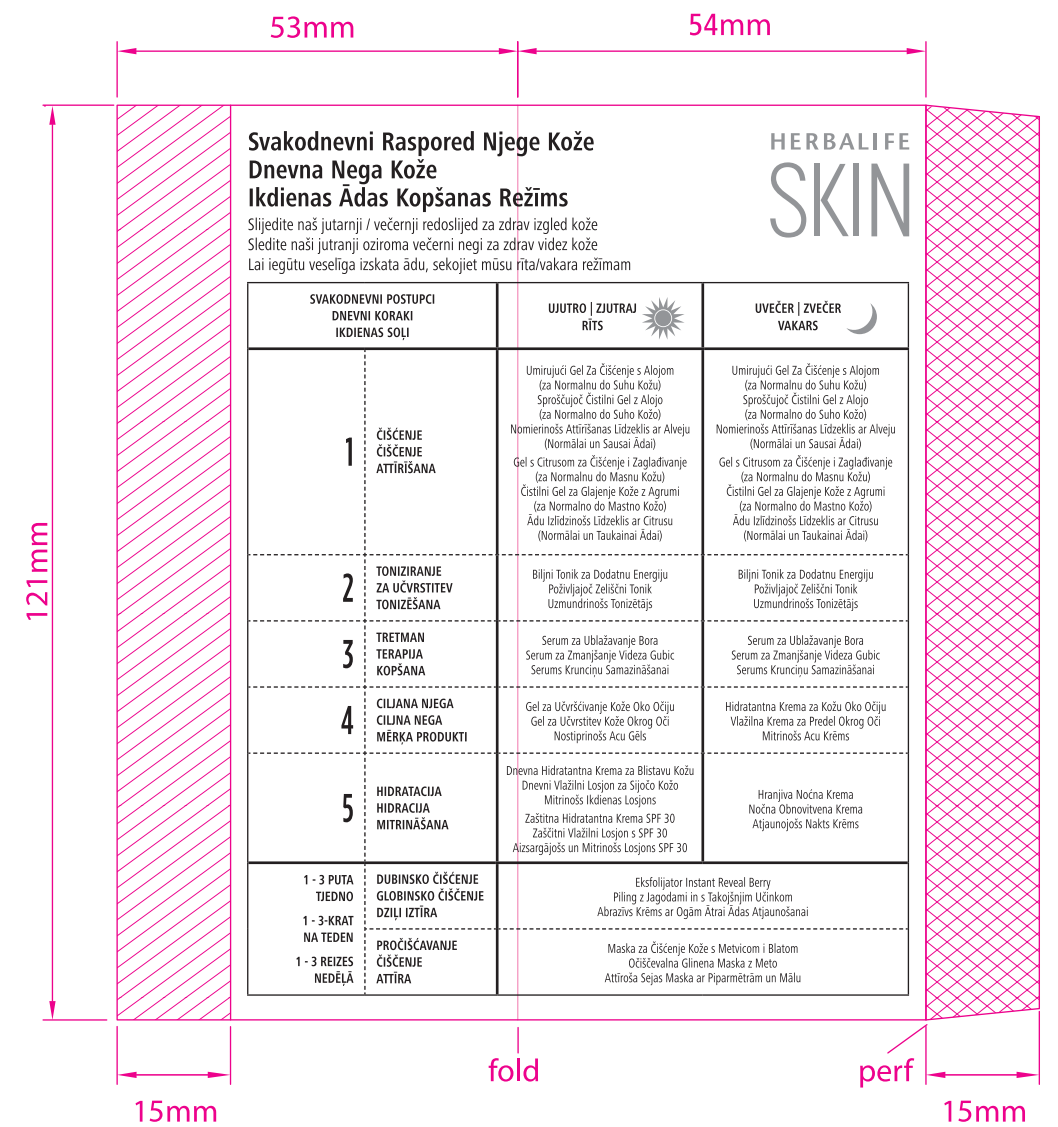 53mm
54mm
121mm
Svakodnevni Raspored Njege Kože
Dnevna Nega Kože
Ikdienas Ādas Kopšanas Režīms
HERBALIFE
SKIN
Slijedite naš jutarnji / večernji redoslijed za zdrav izgled kože
Sledite naši jutranji oziroma večerni negi za zdrav videz kože
Lai iegūtu veselīga izskata ādu, sekojiet mūsu rīta/vakara režīmam
SVAKODNEVNI POSTUPCI
DNEVNI KORAKI
IKDIENAS SOĻI
UJUTRO | ZJUTRAJ
RĪTS
UVEČER | ZVEČER
VAKARS
1
ČIŠĆENJE
ČIŠČENJE
ATTĪRĪŠANA
Umirujući Gel Za Čišćenje s Alojom
(za Normalnu do Suhu Kožu)
Sproščujoč Čistilni Gel z Alojo
(za Normalno do Suho Kožo)
Nomierinošs Attīrīšanas Līdzeklis ar Alveju
(Normālai un Sausai Ādai)
Gel s Citrusom za Čišćenje i Zaglađivanje
(za Normalnu do Masnu Kožu)
Čistilni Gel za Glajenje Kože z Agrumi
(za Normalno do Mastno Kožo)
Ādu Izlīdzinošs Līdzeklis ar Citrusu
(Normālai un Taukainai Ādai)
Umirujući Gel Za Čišćenje s Alojom
(za Normalnu do Suhu Kožu)
Sproščujoč Čistilni Gel z Alojo
(za Normalno do Suho Kožo)
Nomierinošs Attīrīšanas Līdzeklis ar Alveju
(Normālai un Sausai Ādai)
Gel s Citrusom za Čišćenje i Zaglađivanje
(za Normalnu do Masnu Kožu)
Čistilni Gel za Glajenje Kože z Agrumi
(za Normalno do Mastno Kožo)
Ādu Izlīdzinošs Līdzeklis ar Citrusu
(Normālai un Taukainai Ādai)
2
TONIZIRANJE
ZA UČVRSTITEV
TONIZĒŠANA
Biljni Tonik za Dodatnu Energiju
Poživljajoč Zeliščni Tonik
Uzmundrinošs Tonizētājs
Biljni Tonik za Dodatnu Energiju
Poživljajoč Zeliščni Tonik
Uzmundrinošs Tonizētājs
3
TRETMAN
TERAPIJA
KOPŠANA
Serum za Ublažavanje Bora
Serum za Zmanjšanje Videza Gubic
Serums Krunciņu Samazināšanai
Serum za Ublažavanje Bora
Serum za Zmanjšanje Videza Gubic
Serums Krunciņu Samazināšanai
4
CILJANA NJEGA
CILJNA NEGA
MĒRĶA PRODUKTI
Gel za Učvršćivanje Kože Oko Očiju
Gel za Učvrstitev Kože Okrog Oči
Nostiprinošs Acu Gēls
Hidratantna Krema za Kožu Oko Očiju
Vlažilna Krema za Predel Okrog Oči
Mitrinošs Acu Krēms
5
HIDRATACIJA
HIDRACIJA
MITRINĀŠANA
Dnevna Hidratantna Krema za Blistavu Kožu
Dnevni Vlažilni Losjon za Sijočo Kožo
Mitrinošs Ikdienas Losjons
Zaštitna Hidratantna Krema SPF 30
Zaščitni Vlažilni Losjon s SPF 30
Aizsargājošs un Mitrinošs Losjons SPF 30
Hranjiva Noćna Krema
Nočna Obnovitvena Krema
Atjaunojošs Nakts Krēms
1 - 3 PUTA
TJEDNO
1 - 3-KRAT
NA TEDEN
1 - 3 REIZES
NEDĒĻĀ
DUBINSKO ČIŠĆENJE
GLOBINSKO ČIŠČENJE
DZIĻI IZTĪRA
Eksfolijator Instant Reveal Berry
Piling z Jagodami in s Takojšnjim Učinkom
Abrazīvs Krēms ar Ogām Ātrai Ādas Atjaunošanai
PROČIŠĆAVANJE
ČIŠČENJE
ATTĪRA
Maska za Čišćenje Kože s Metvicom i Blatom
Očiščevalna Glinena Maska z Meto
Attīroša Sejas Maska ar Piparmētrām un Mālu
fold
perf
15mm
15mm